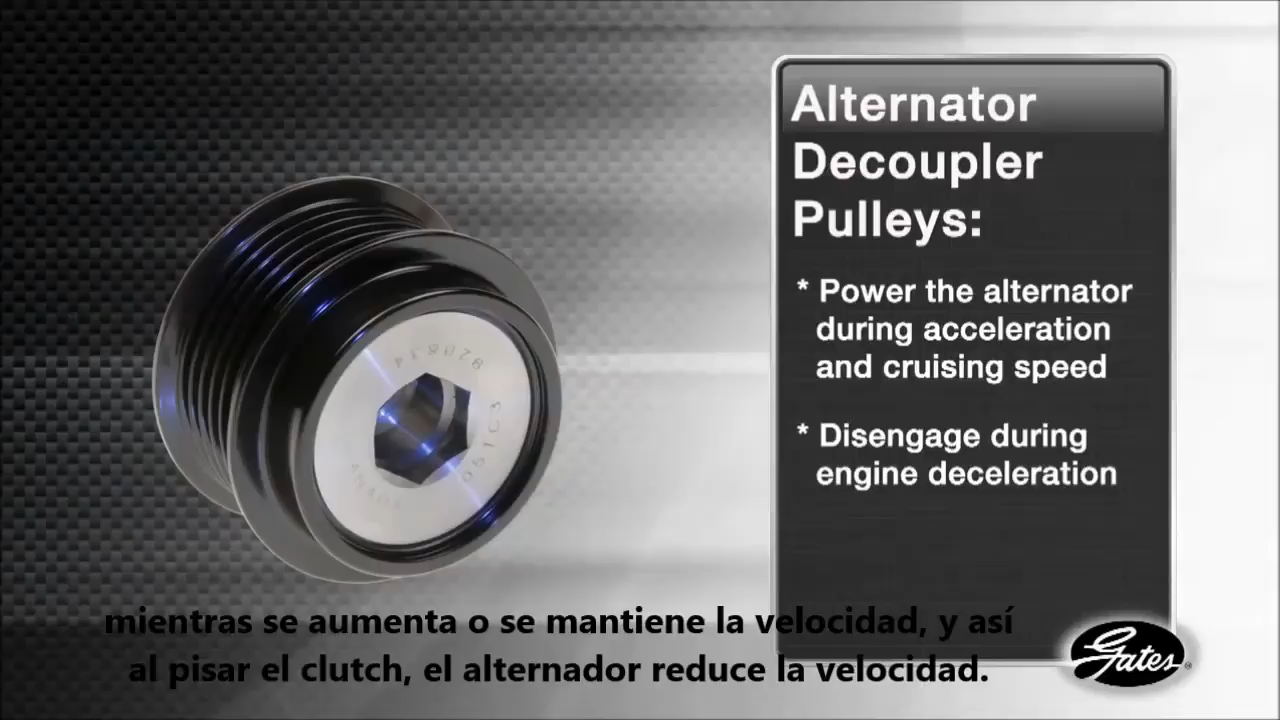 Alternator
Decoupler
Pulleys:
* Power the alternator
during acceleration
and cruising speed
* Disengage during
engine deceleration
mientras se aumenta o se mantiene la velocidad, y así
al pisar el clutch, el alternador reduce la velocidad.
Gates